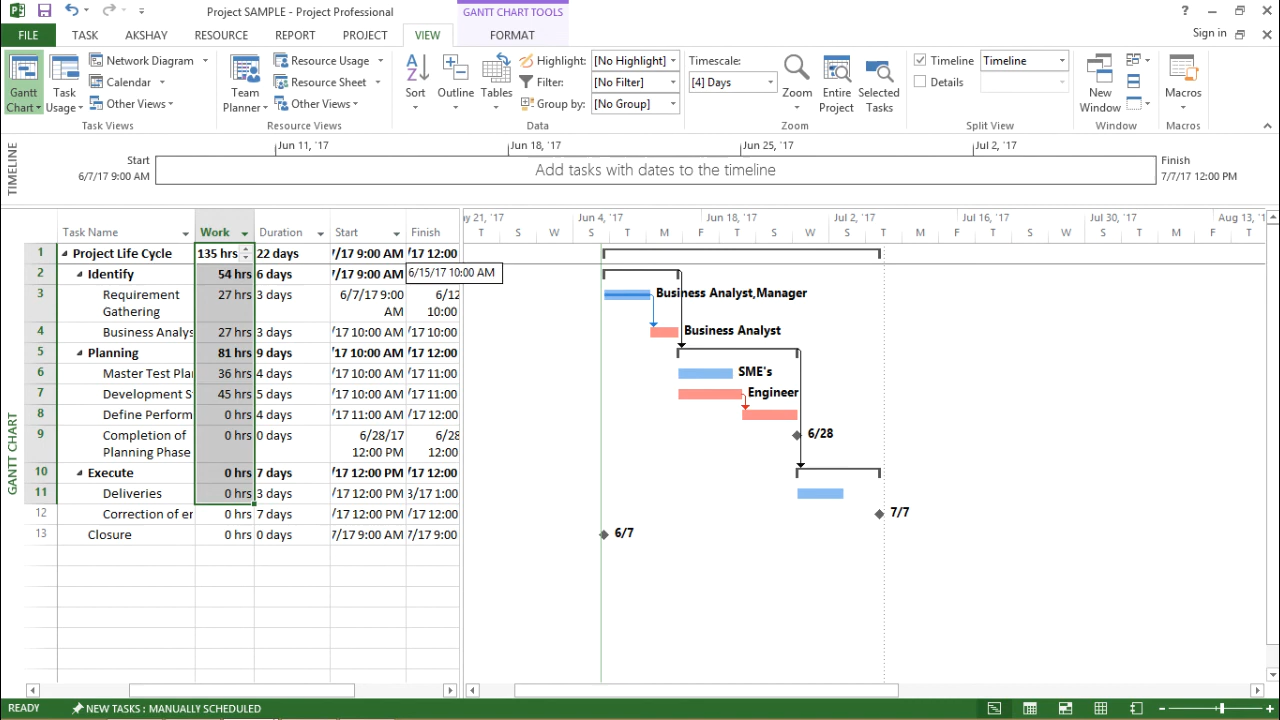 Project SAMPLE - Project Professional
GANTT CHART TOOLS
FILE TASK AKSHAY RESOURCE REPORT PROJECT VIEW FORMAT
Sign in
Gantt Chart
Task Usage
Network Diagram
Calendar
Other Views
Task Views
Team Planner
Resource Usage
Resource Sheet
Other Views
Resource Views
Sort
Outline
Tables
Highlight: [No Highlight]
Filter: [No Filter]
Group by: [No Group]
Data
Timescale:
[4] Days
Zoom
Entire Project
Selected Tasks
Zoom
Timeline Timeline
Details
Split View
New Window
Window
Macros
Macros
TIMELINE
Jun 11, '17 Jun 18, '17 Jun 25, '17 Jul 2, '17
Start
6/7/17 9:00 AM
Add tasks with dates to the timeline
Finish
7/7/17 12:00 PM
GANTT CHART
Task Name Work Duration Start Finish
ay 21, '17 Jun 4, '17 Jun 18, '17 Jul 2, '17 Jul 16, '17 Jul 30, '17 Aug 13, '17
T S W S T M F T S W S T M F T S W S T
1 Project Life Cycle 135 hrs 22 days '/17 9:00 AM '/17 12:00
2 Identify 54 hrs 6 days '/17 9:00 AM 6/15/17 10:00 AM
3 Requirement Gathering 27 hrs 3 days 6/7/17 9:00 AM 6/12 10:00 Business Analyst,Manager
4 Business Analys 27 hrs 3 days '/17 10:00 AM '/17 10:00 Business Analyst
5 Planning 81 hrs 9 days '/17 10:00 AM '/17 12:00
6 Master Test Pla 36 hrs 4 days '/17 10:00 AM '/17 11:00 SME's
7 Development S 45 hrs 5 days '/17 10:00 AM '/17 11:00 Engineer
8 Define Perform 0 hrs 4 days '/17 11:00 AM '/17 12:00
9 Completion of Planning Phase 0 hrs 0 days 6/28/17 12:00 PM 6/28 12:00 6/28
10 Execute 0 hrs 7 days '/17 12:00 PM '/17 12:00
11 Deliveries 0 hrs 3 days '/17 12:00 PM 3/17 1:00
12 Correction of er 0 hrs 7 days '/17 12:00 PM '/17 12:00 7/7
13 Closure 0 hrs 0 days 7/17 9:00 AM '/17 9:00 6/7
READY NEW TASKS : MANUALLY SCHEDULED